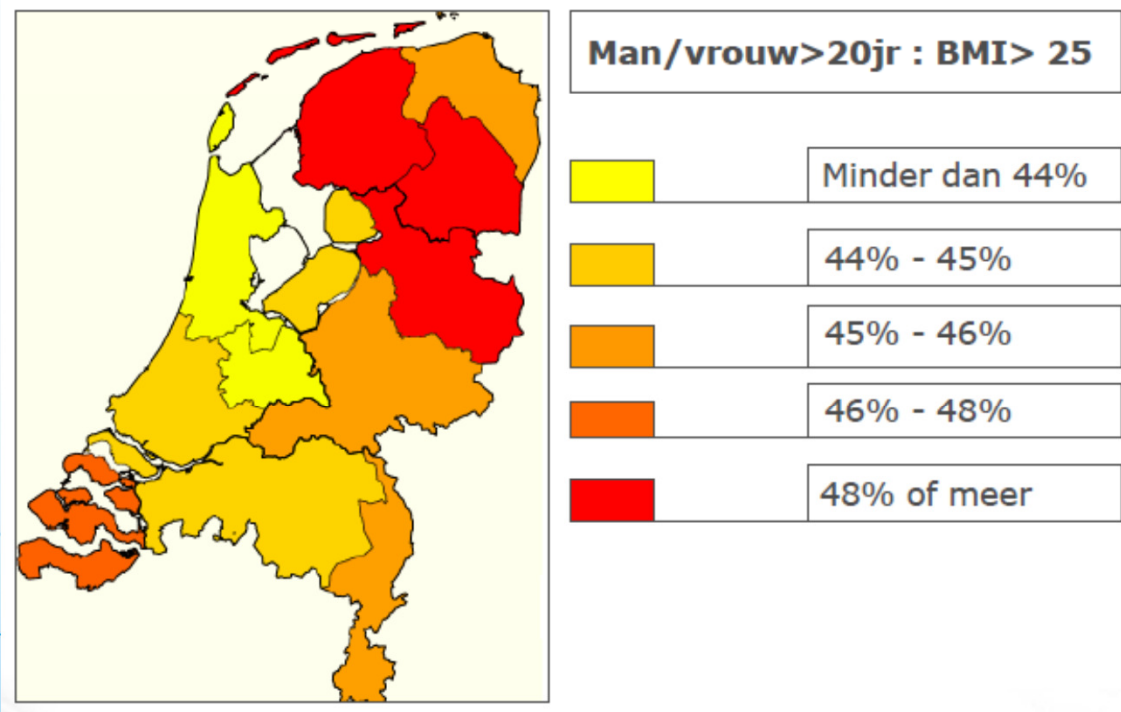 Man/vrouw>20jr : BMI> 25
Minder dan 44%
44% - 45%
45% - 46%
46% - 48%
48% of meer